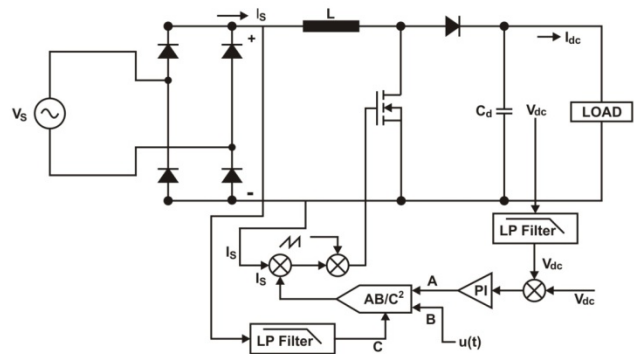 I_S
L
I_dc
+
V_S
C_d
V_dc
LOAD
-
LP Filter
I_S
I_S
V_dc
A
PI
AB/C²
B
V_dc
LP Filter
C
u(t)